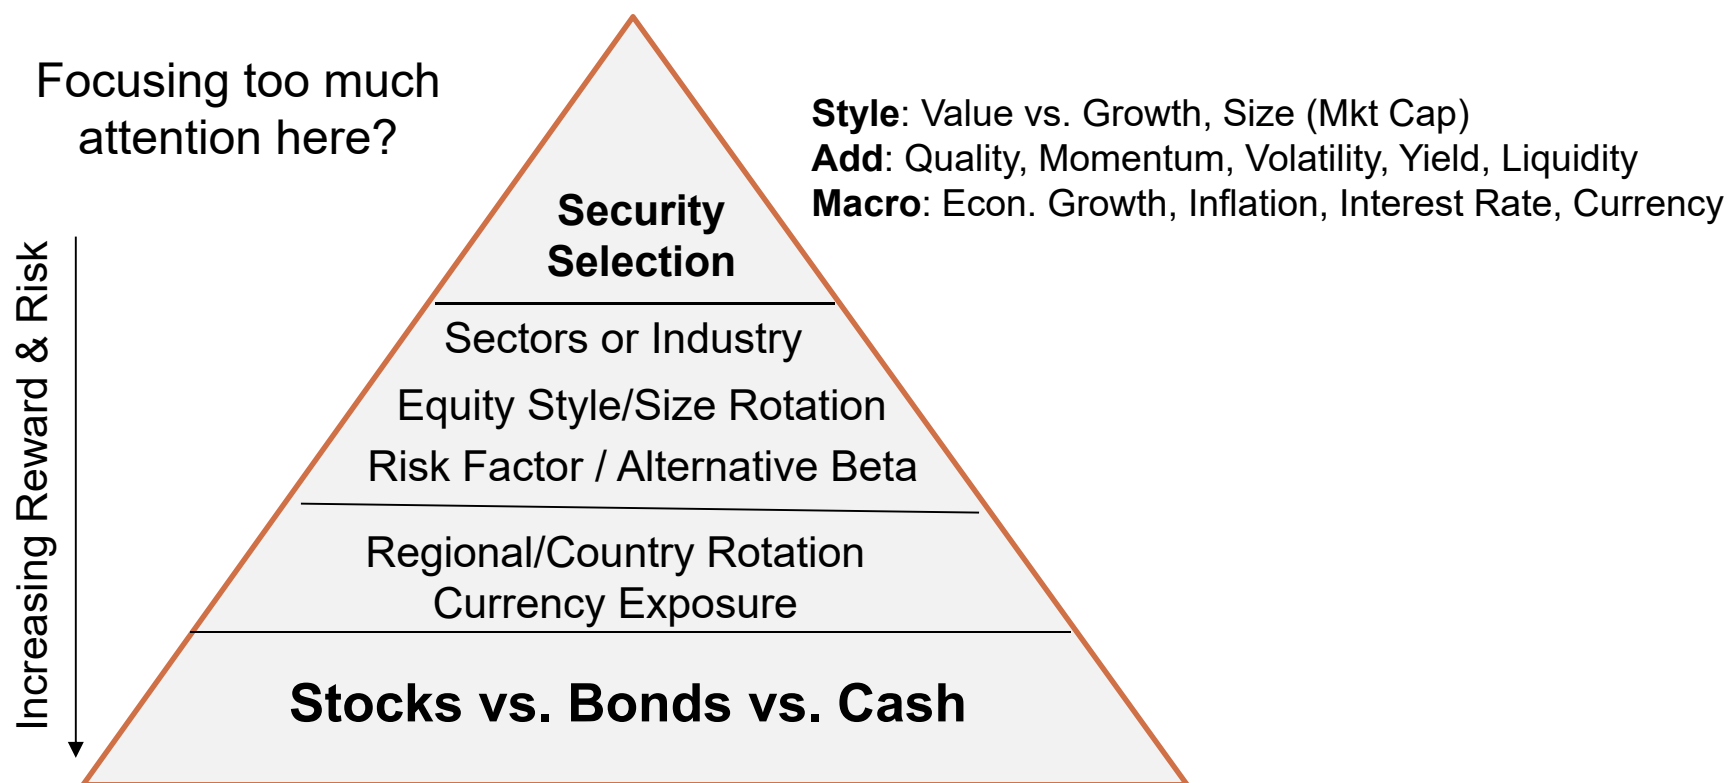 Focusing too much
attention here?
Style: Value vs. Growth, Size (Mkt Cap)
Add: Quality, Momentum, Volatility, Yield, Liquidity
Macro: Econ. Growth, Inflation, Interest Rate, Currency
Security
Selection
Increasing Reward & Risk
Sectors or Industry
Equity Style/Size Rotation
Risk Factor / Alternative Beta
Regional/Country Rotation
Currency Exposure
Stocks vs. Bonds vs. Cash